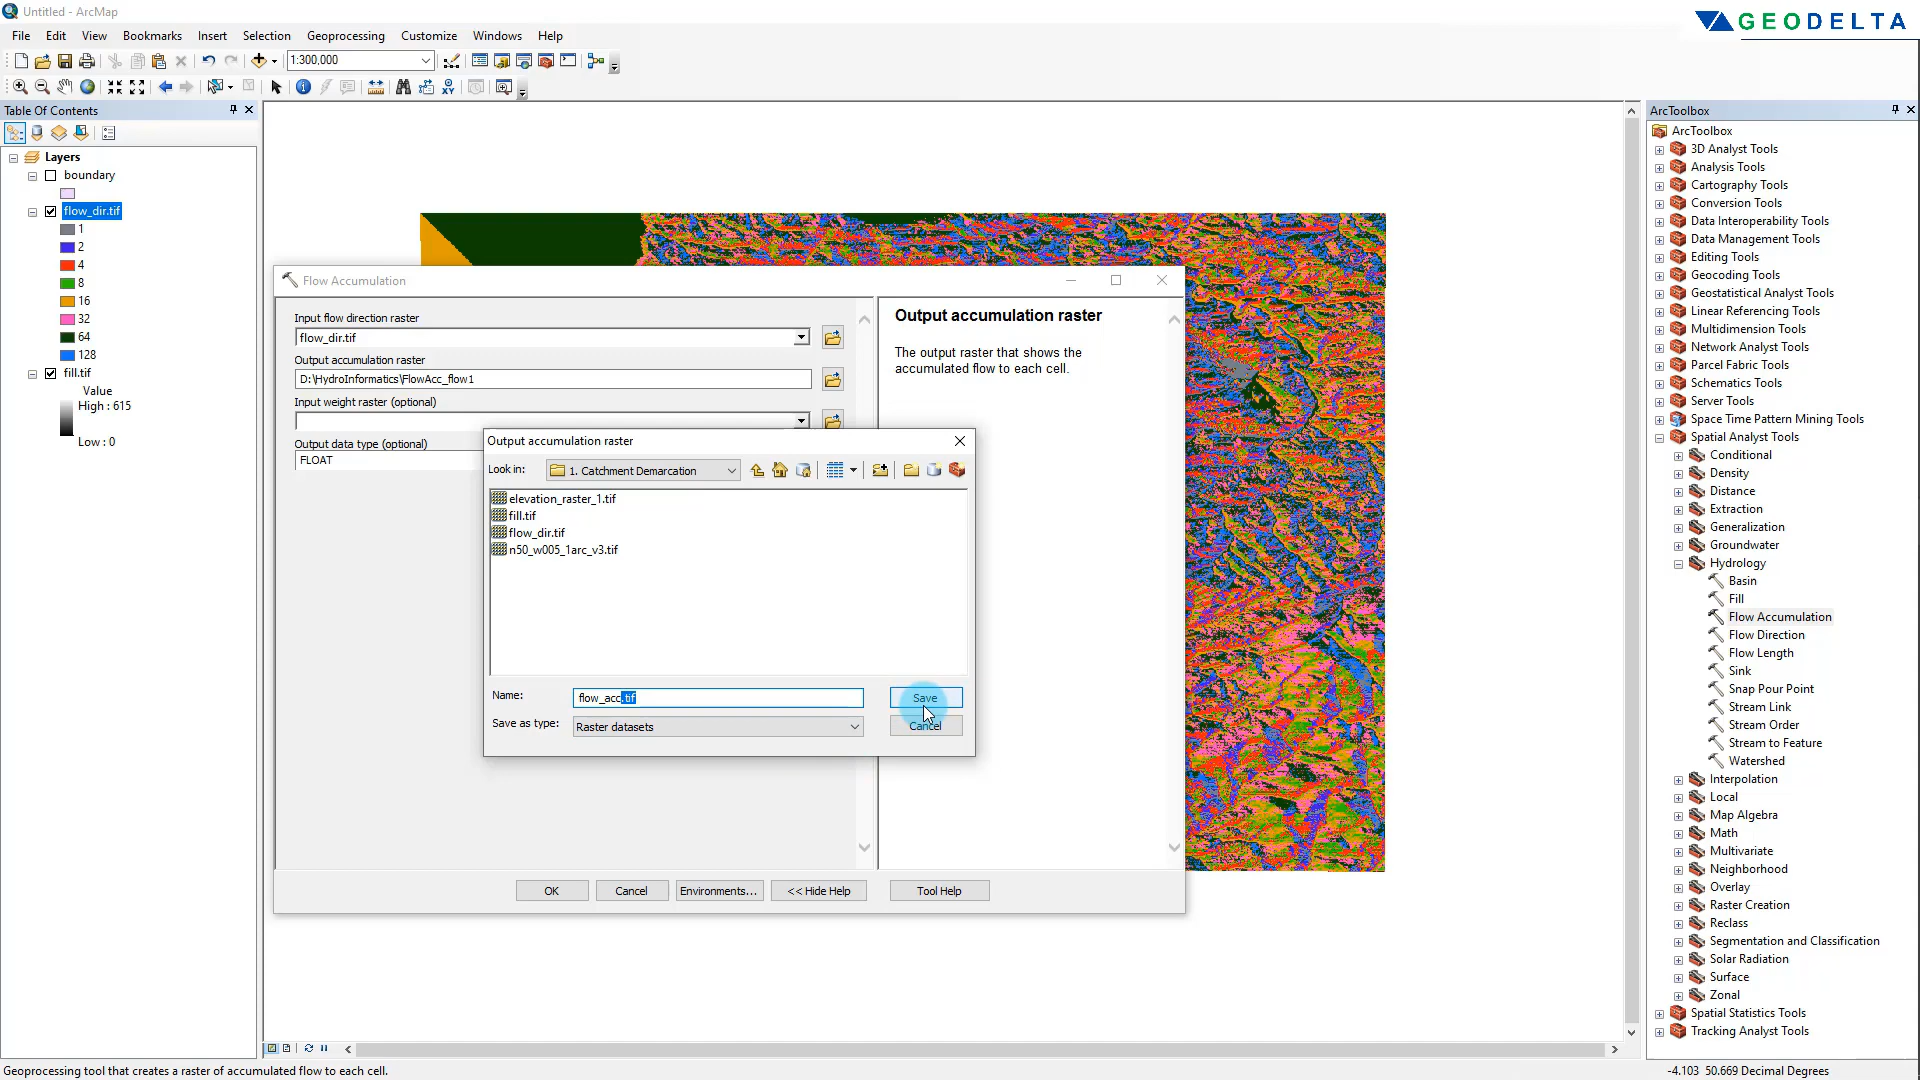 Untitled - ArcMap
GEODELTA
File Edit View Bookmarks Insert Selection Geoprocessing Customize Windows Help
1:300,000
Table Of Contents
Layers
boundary
flow_dir.tif
1
2
4
8
16
32
64
128
fill.tif
Value
High : 615
Low : 0
Flow Accumulation
Input flow direction raster
flow_dir.tif
Output accumulation raster
D:\HydroInformatics\FlowAcc_flow1
Input weight raster (optional)
Output data type (optional)
FLOAT
Output accumulation raster
The output raster that shows the
accumulated flow to each cell.
Output accumulation raster
Look in: 1. Catchment Demarcation
elevation_raster_1.tif
fill.tif
flow_dir.tif
n50_w005_1arc_v3.tif
Name: flow_acc.tif Save
Save as type: Raster datasets Cancel
OK Cancel Environments... << Hide Help Tool Help
ArcToolbox
ArcToolbox
3D Analyst Tools
Analysis Tools
Cartography Tools
Conversion Tools
Data Interoperability Tools
Data Management Tools
Editing Tools
Geocoding Tools
Geostatistical Analyst Tools
Linear Referencing Tools
Multidimension Tools
Network Analyst Tools
Parcel Fabric Tools
Schematics Tools
Server Tools
Space Time Pattern Mining Tools
Spatial Analyst Tools
Conditional
Density
Distance
Extraction
Generalization
Groundwater
Hydrology
Basin
Fill
Flow Accumulation
Flow Direction
Flow Length
Sink
Snap Pour Point
Stream Link
Stream Order
Stream to Feature
Watershed
Interpolation
Local
Map Algebra
Math
Multivariate
Neighborhood
Overlay
Raster Creation
Reclass
Segmentation and Classification
Solar Radiation
Surface
Zonal
Spatial Statistics Tools
Tracking Analyst Tools
Geoprocessing tool that creates a raster of accumulated flow to each cell.
-4.103 50.669 Decimal Degrees